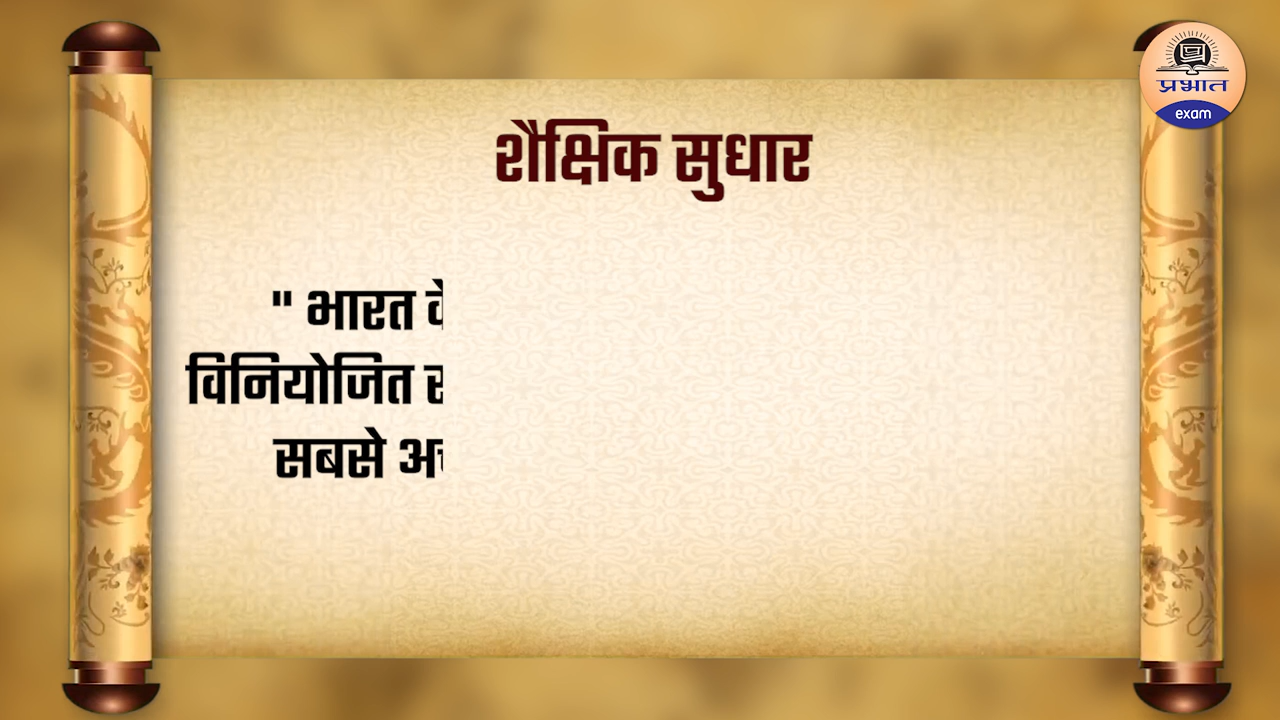 प्रभात
exam
शैक्षिक सुधार
" भारत
विनियोजित
सबसे